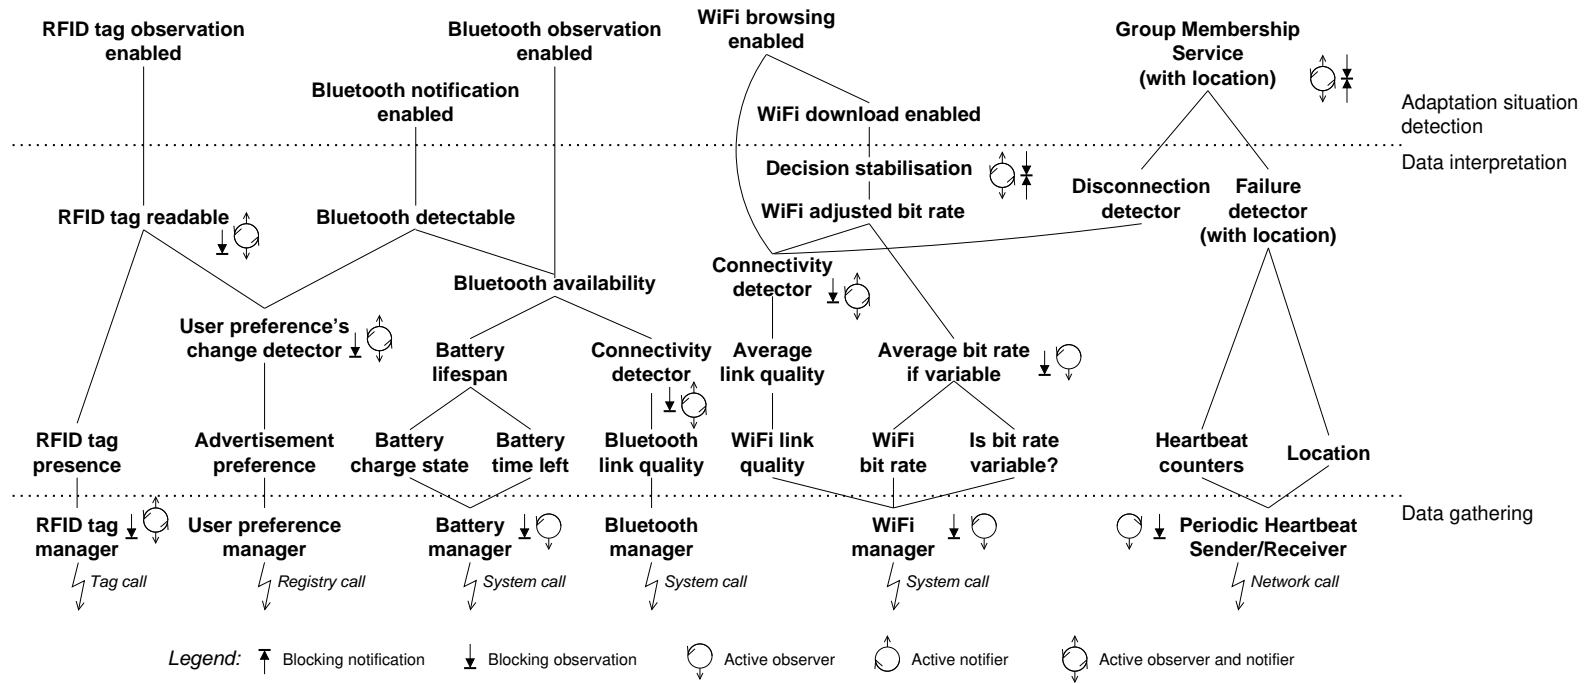 RFID tag observation
enabled
Bluetooth observation
enabled
WiFi browsing
enabled
Group Membership
Service
(with location)
Bluetooth notification
enabled
WiFi download enabled
Adaptation situation
detection
Data interpretation
Decision stabilisation
Disconnection
detector
Failure
detector
(with location)
RFID tag readable
Bluetooth detectable
WiFi adjusted bit rate
Connectivity
detector
Bluetooth availability
User preference's
change detector
Battery
lifespan
Connectivity
detector
Average
link quality
Average bit rate
if variable
RFID tag
presence
Advertisement
preference
Battery
charge state
Battery
time left
Bluetooth
link quality
WiFi link
quality
WiFi
bit rate
Is bit rate
variable?
Heartbeat
counters
Location
Data gathering
RFID tag
manager
User preference
manager
Battery
manager
Bluetooth
manager
WiFi
manager
Periodic Heartbeat
Sender/Receiver
Tag call
Registry call
System call
System call
System call
Network call
Legend:
Blocking notification
Blocking observation
Active observer
Active notifier
Active observer and notifier